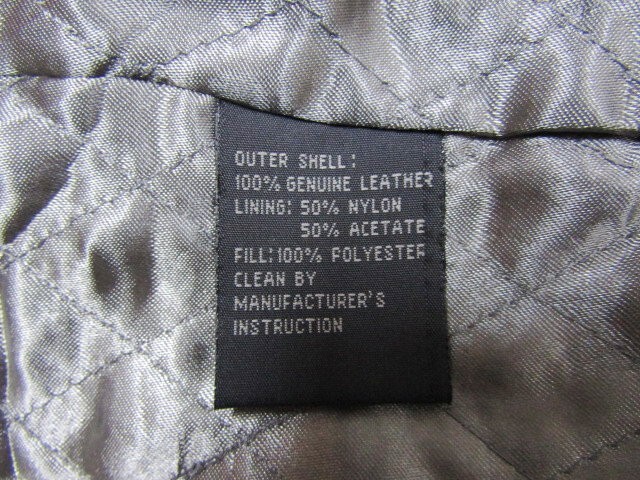 OUTER SHELL:
100% GENUINE LEATHER
LINING: 50% NYLON
50% ACETATE
FILL:100% POLYESTER
CLEAN BY
MANUFACTURER'S
INSTRUCTION